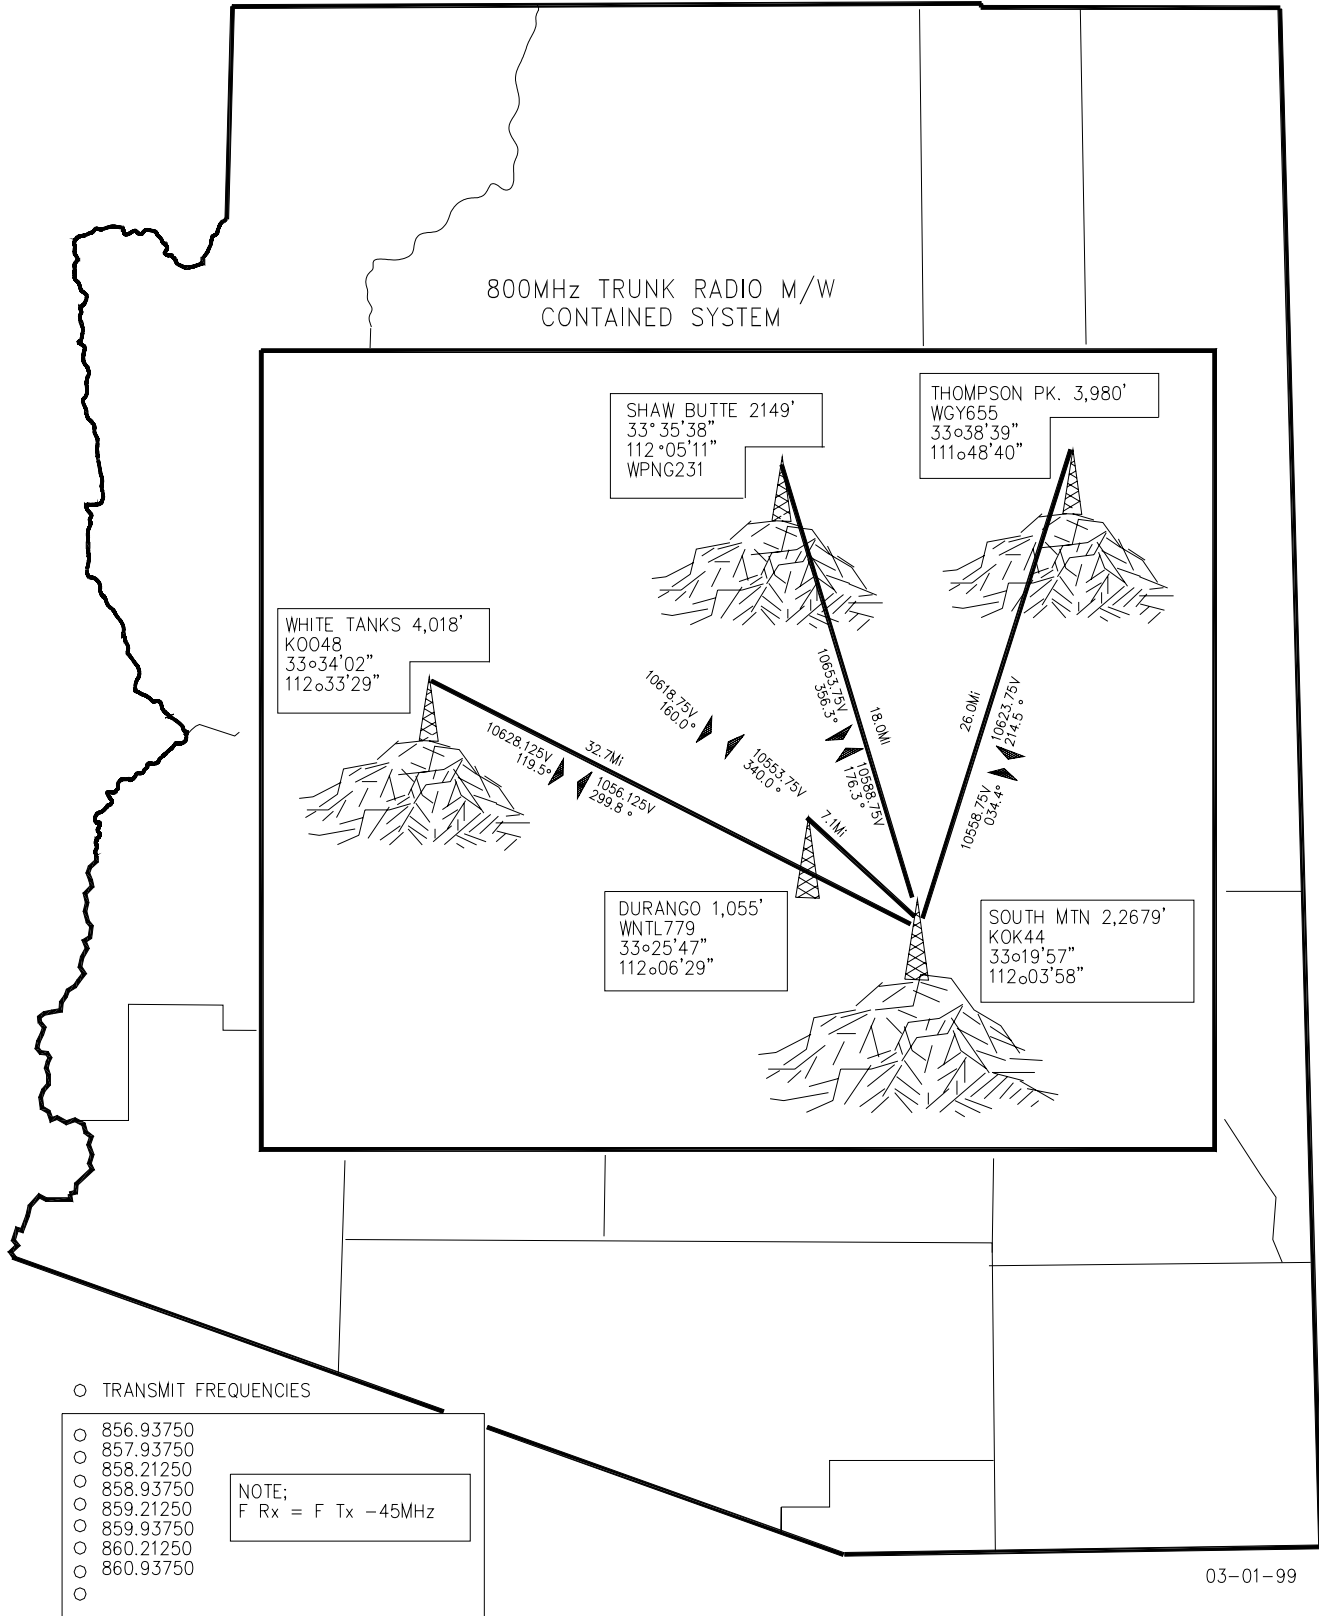 800MHz TRUNK RADIO M/W
CONTAINED SYSTEM
SHAW BUTTE 2149'
33°35'38"
112°05'11"
WPNG231
THOMPSON PK. 3,980'
WGY655
33o38'39"
111o48'40"
WHITE TANKS 4,018'
KOO48
33o34'02"
112o33'29"
10628.125V
119.5°
32.7Mi
1056.125V
299.8°
10618.75V
160.0°
10553.75V
340.0°
7.1Mi
10653.75V
356.3°
18.0Mi
10588.75V
176.3°
26.0Mi
10623.75V
214.5°
10558.75V
034.4°
DURANGO 1,055'
WNTL779
33o25'47"
112o06'29"
SOUTH MTN 2,2679'
KOK44
33o19'57"
112o03'58"
TRANSMIT FREQUENCIES
856.93750
857.93750
858.21250
858.93750
859.21250
859.93750
860.21250
860.93750
NOTE;
F Rx = F Tx -45MHz
03-01-99